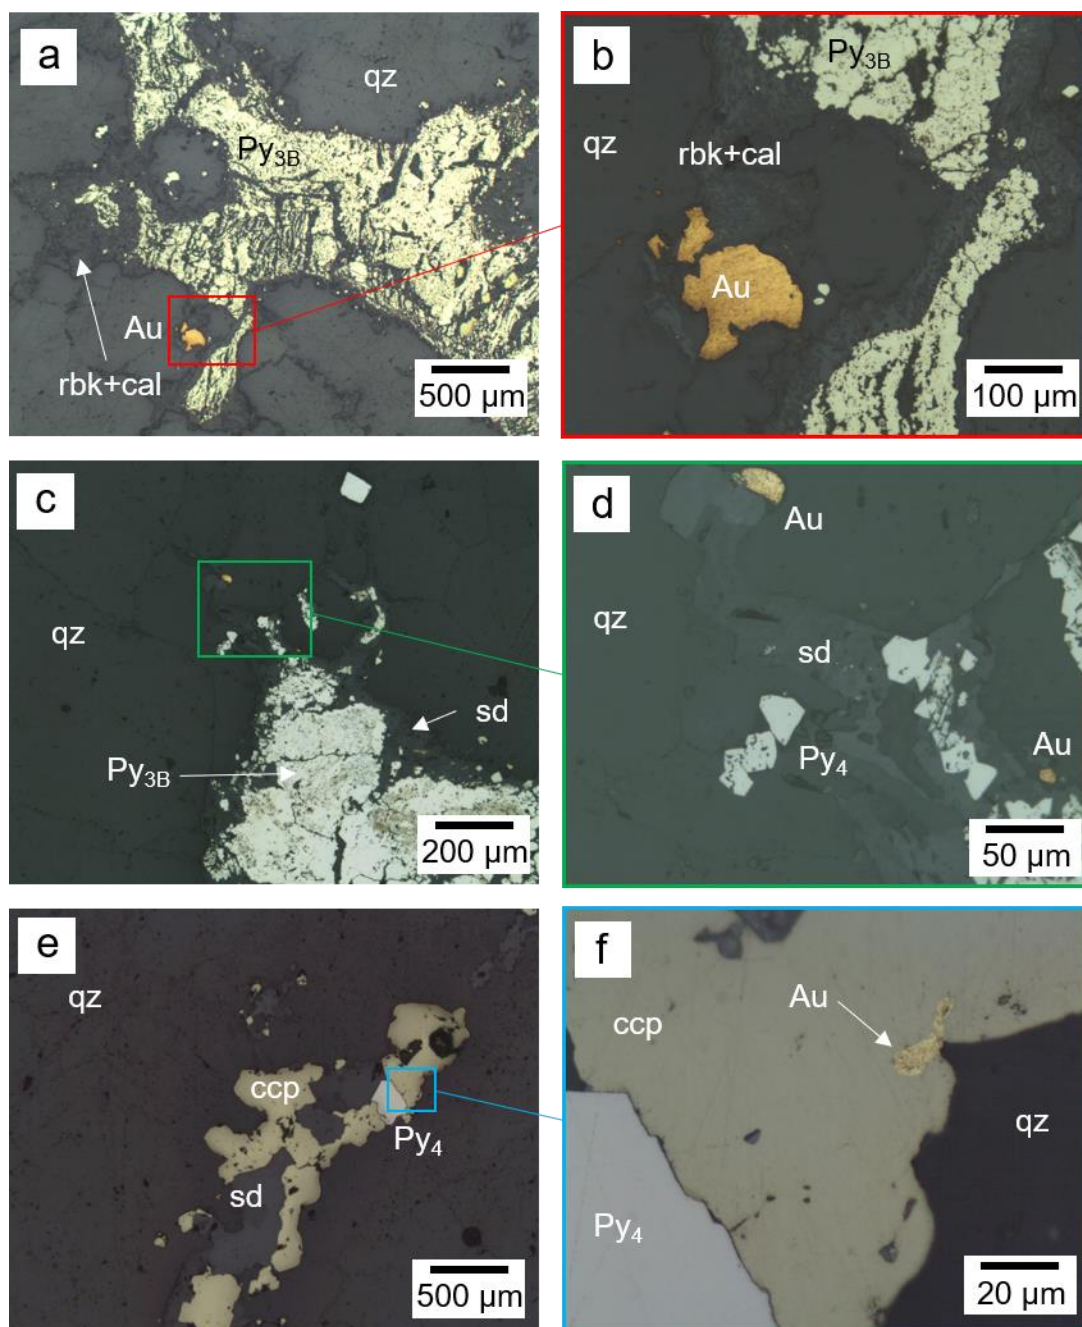 a
qz
Py3B
Au
rbk+cal
500 µm
b
Py3B
qz
rbk+cal
Au
100 µm
c
qz
sd
Py3B
200 µm
d
Au
qz
sd
Py4
Au
50 µm
e
qz
ccp
Py4
sd
500 µm
f
Au
ccp
qz
Py4
20 µm